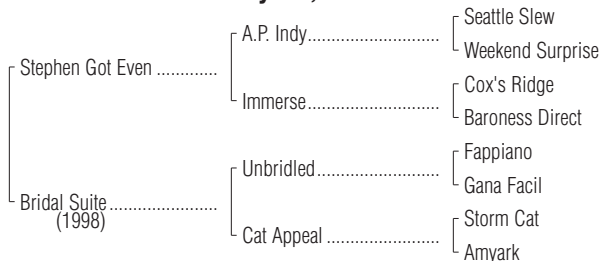 Seattle Slew
A.P. Indy
Weekend Surprise
Stephen Got Even
Cox's Ridge
Immerse
Baroness Direct
Fappiano
Unbridled
Gana Facil
Bridal Suite
(1998)
Storm Cat
Cat Appeal
Amyark